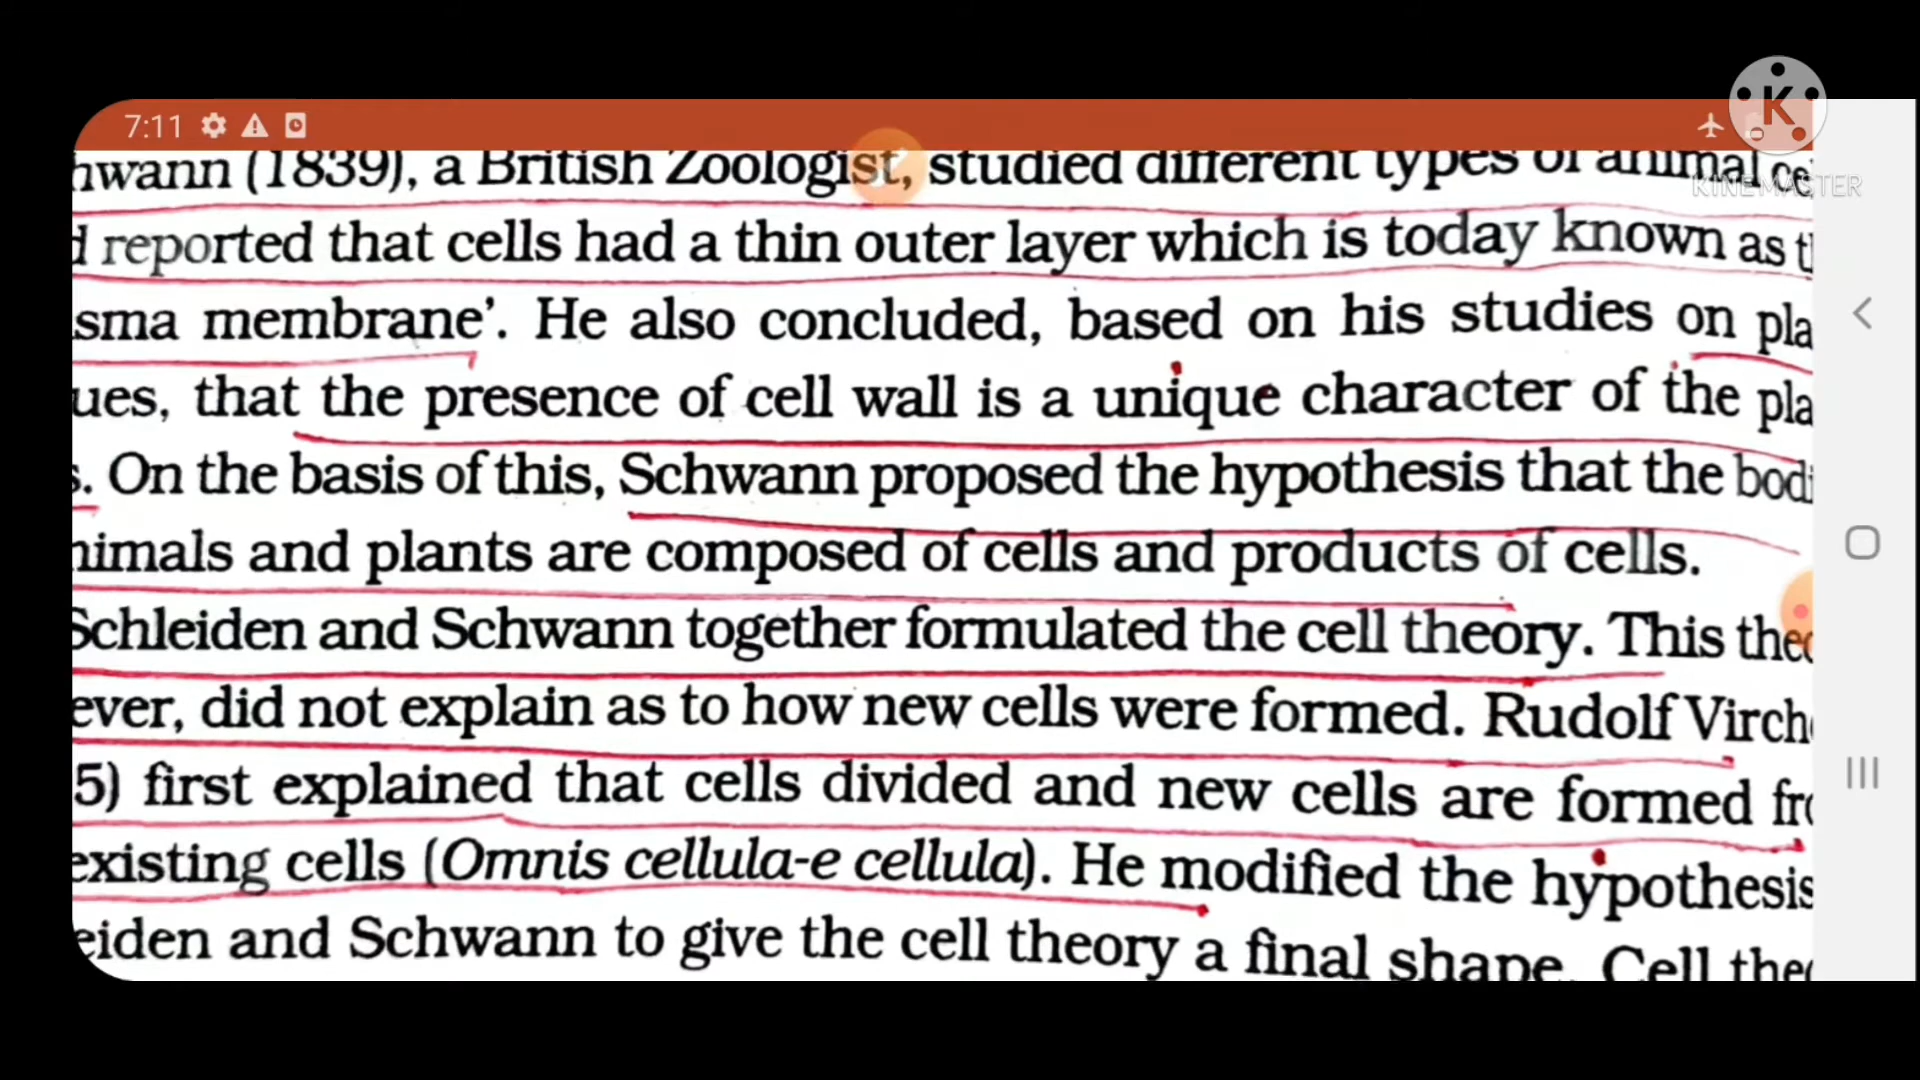 7:11
K
KINEMASTER
hwann (1839), a British Zoologist, studied different types of animal ce
d reported that cells had a thin outer layer which is today known as t
sma membrane’. He also concluded, based on his studies on pla
ues, that the presence of cell wall is a unique character of the pla
s. On the basis of this, Schwann proposed the hypothesis that the bodi
nimals and plants are composed of cells and products of cells.
Schleiden and Schwann together formulated the cell theory. This theo
ever, did not explain as to how new cells were formed. Rudolf Vircho
5) first explained that cells divided and new cells are formed fro
existing cells (Omnis cellula-e cellula). He modified the hypothesis
eiden and Schwann to give the cell theory a final shape. Cell theo